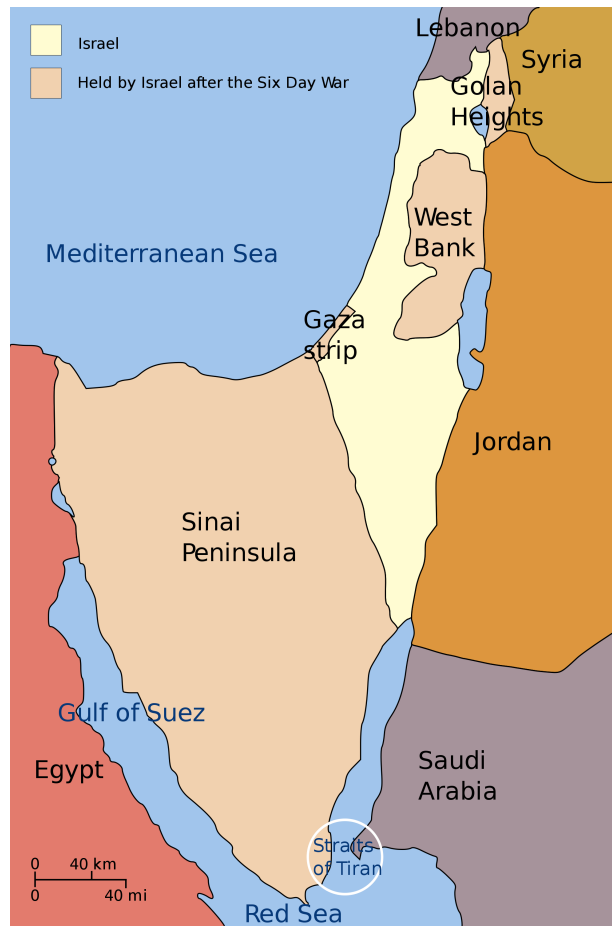 Lebanon
Israel
Syria
Held by Israel after the Six Day War
Golan
Heights
West
Bank
Mediterranean Sea
Gaza
strip
Jordan
Sinai
Peninsula
Gulf of Suez
Egypt
Saudi
Arabia
Straits
of Tiran
0 40 km
0 40 mi
Red Sea